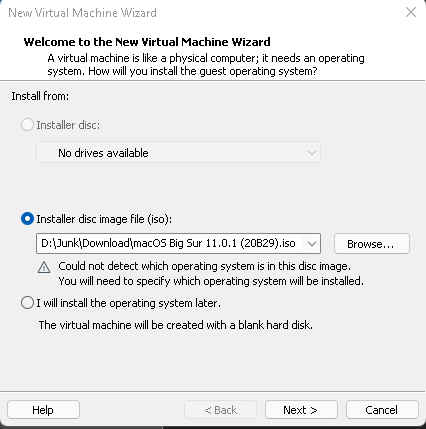 New Virtual Machine Wizard
Welcome to the New Virtual Machine Wizard
A virtual machine is like a physical computer; it needs an operating
system. How will you install the guest operating system?
Install from:
Installer disc:
No drives available
Installer disc image file (iso):
D:\Junk\Download\macOS Big Sur 11.0.1 (20B29).iso
Browse...
Could not detect which operating system is in this disc image.
You will need to specify which operating system will be installed.
I will install the operating system later.
The virtual machine will be created with a blank hard disk.
Help
< Back
Next >
Cancel